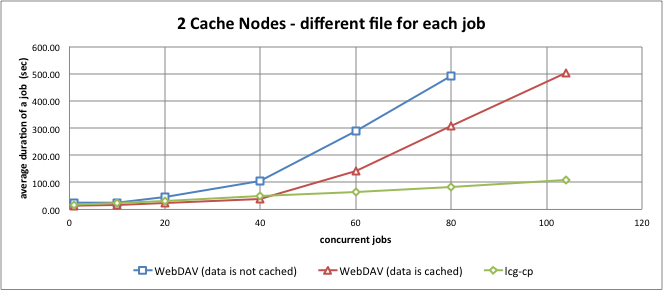 2 Cache Nodes - different file for each job
average duration of a job (sec)
600.00
500.00
400.00
300.00
200.00
100.00
0.00
0 20 40 60 80 100 120
concurrent jobs
WebDAV (data is not cached) WebDAV (data is cached) lcg-cp